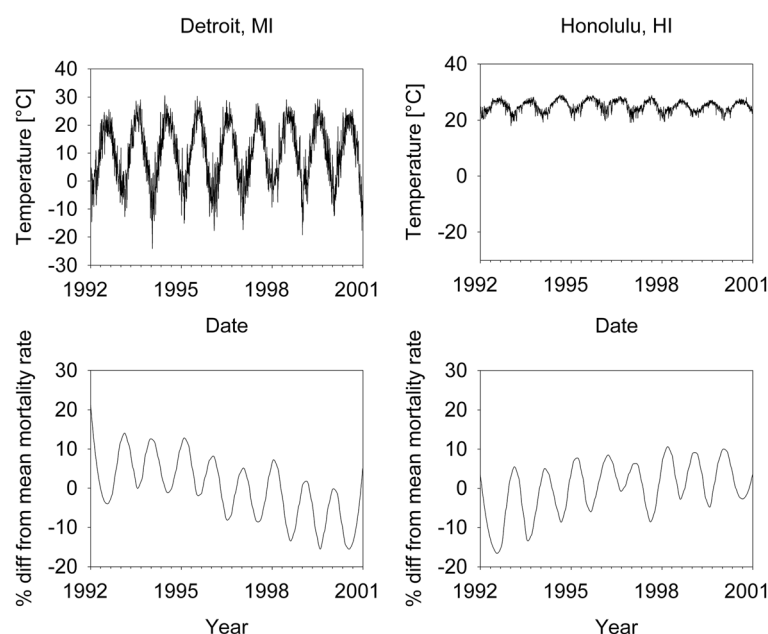 Detroit, MI
Temperature [°C]
40
30
20
10
0
-10
-20
-30
1992 1995 1998 2001
Date
Honolulu, HI
Temperature [°C]
40
20
0
-20
1992 1995 1998 2001
Date
% diff from mean mortality rate
30
20
10
0
-10
-20
1992 1995 1998 2001
Year
% diff from mean mortality rate
30
20
10
0
-10
-20
1992 1995 1998 2001
Year